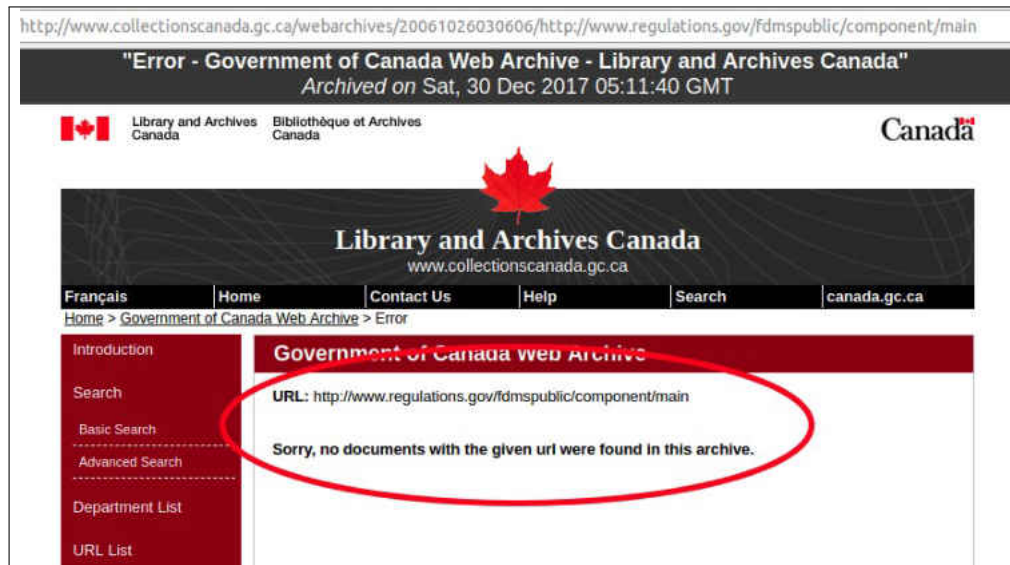 http://www.collectionscanada.gc.ca/webarchives/20061026030606/http://www.regulations.gov/fdmspublic/component/main
"Error - Government of Canada Web Archive - Library and Archives Canada"
Archived on Sat, 30 Dec 2017 05:11:40 GMT
Library and Archives Canada
Bibliothèque et Archives Canada
Canada
Library and Archives Canada
www.collectionscanada.gc.ca
Français Home Contact Us Help Search canada.gc.ca
Home > Government of Canada Web Archive > Error
Introduction
Search
Basic Search
Advanced Search
Department List
URL List
Government of Canada Web Archive
URL: http://www.regulations.gov/fdmspublic/component/main
Sorry, no documents with the given url were found in this archive.